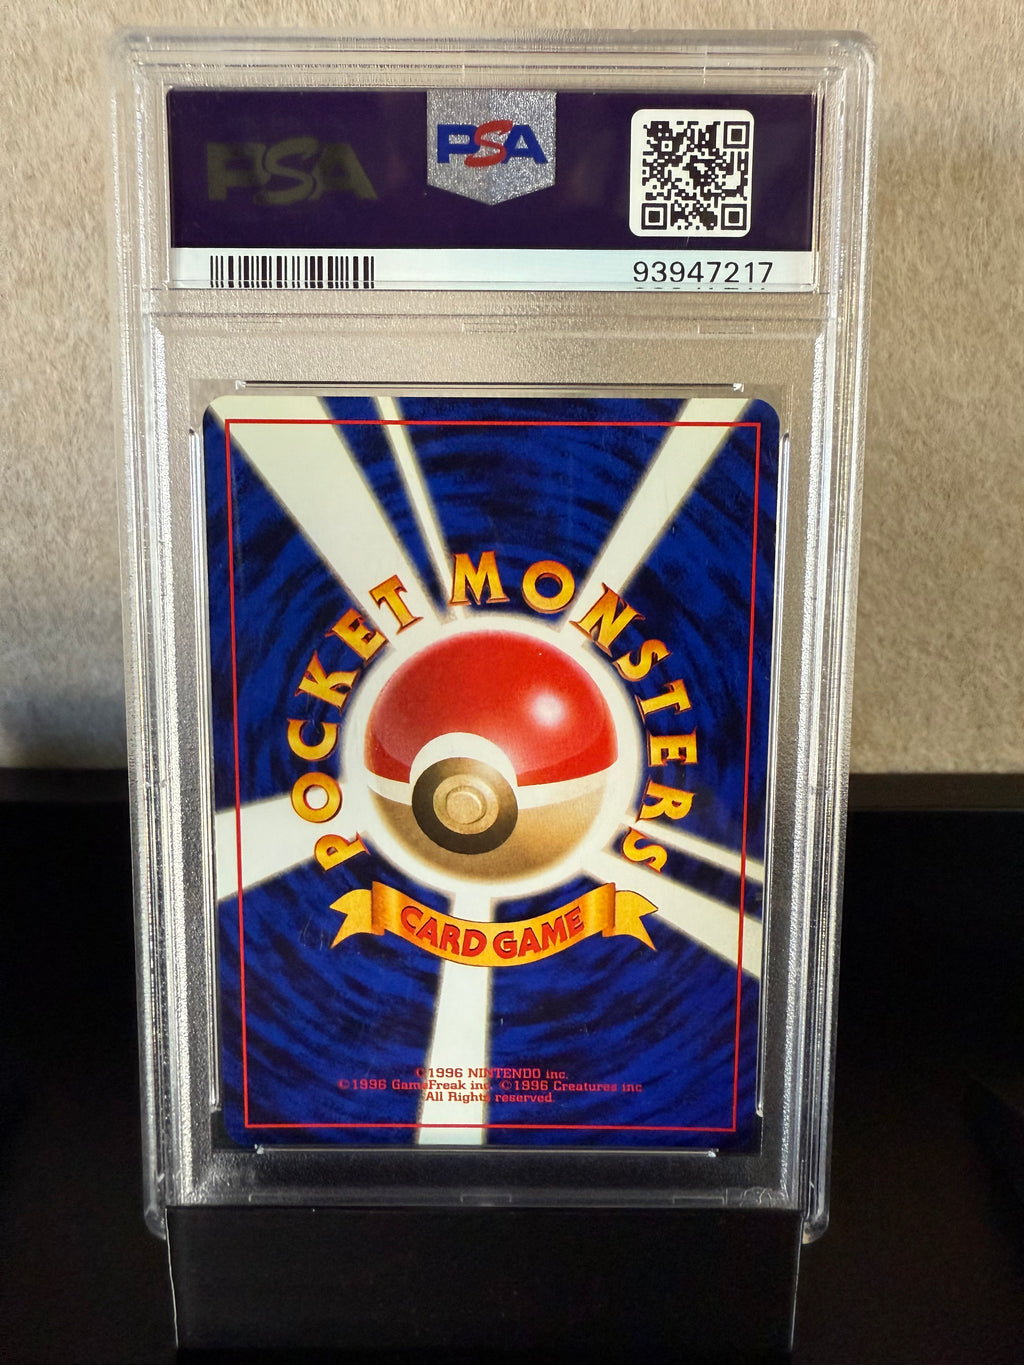 PSA
PSA
93947217
POCKET MONSTERS
CARD GAME
©1996 NINTENDO inc.
©1996 GameFreak inc. ©1996 Creatures inc
All Rights reserved.